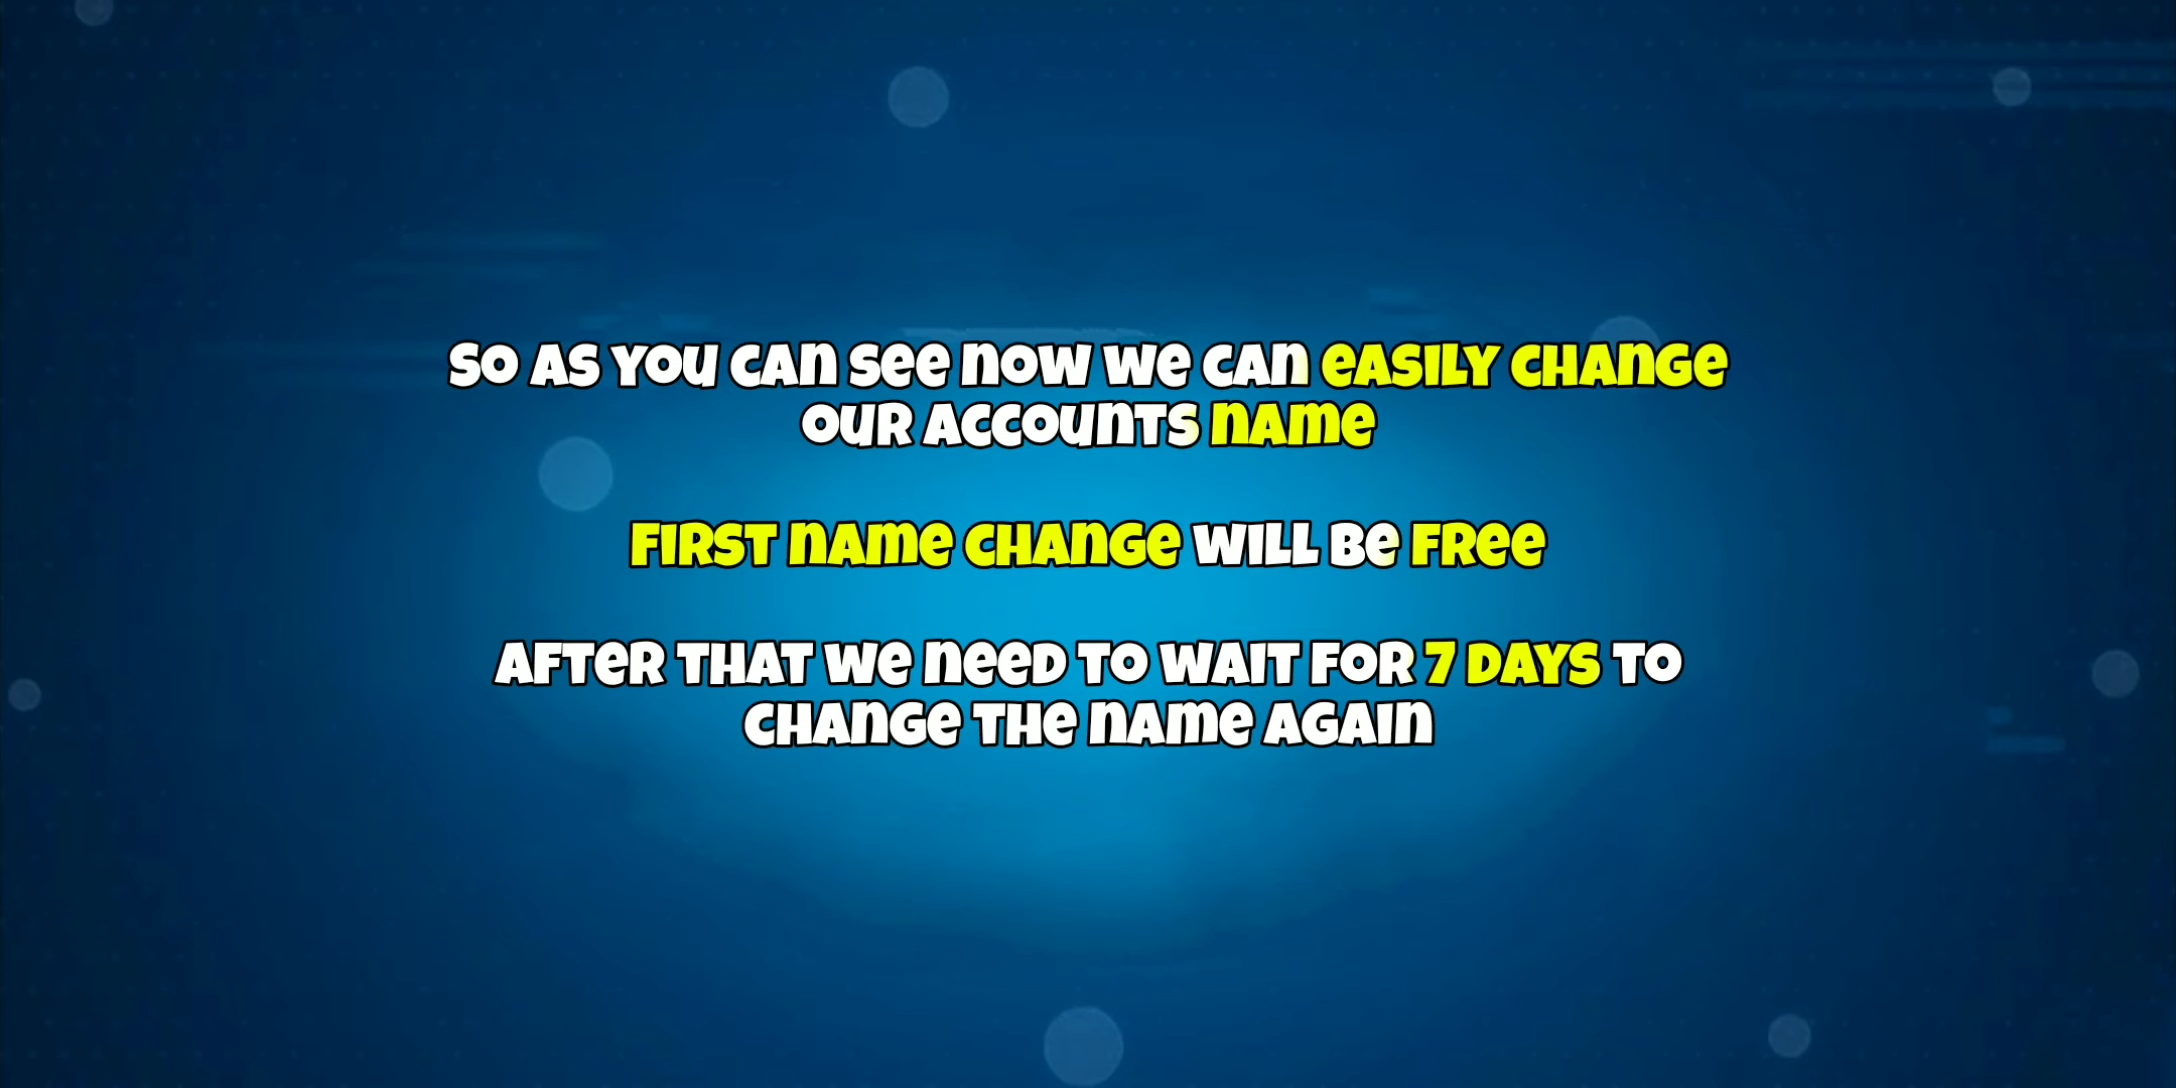 So as you can see now we can easily change
our accounts name
First name change will be free
After that we need to wait for 7 days to
change the name again